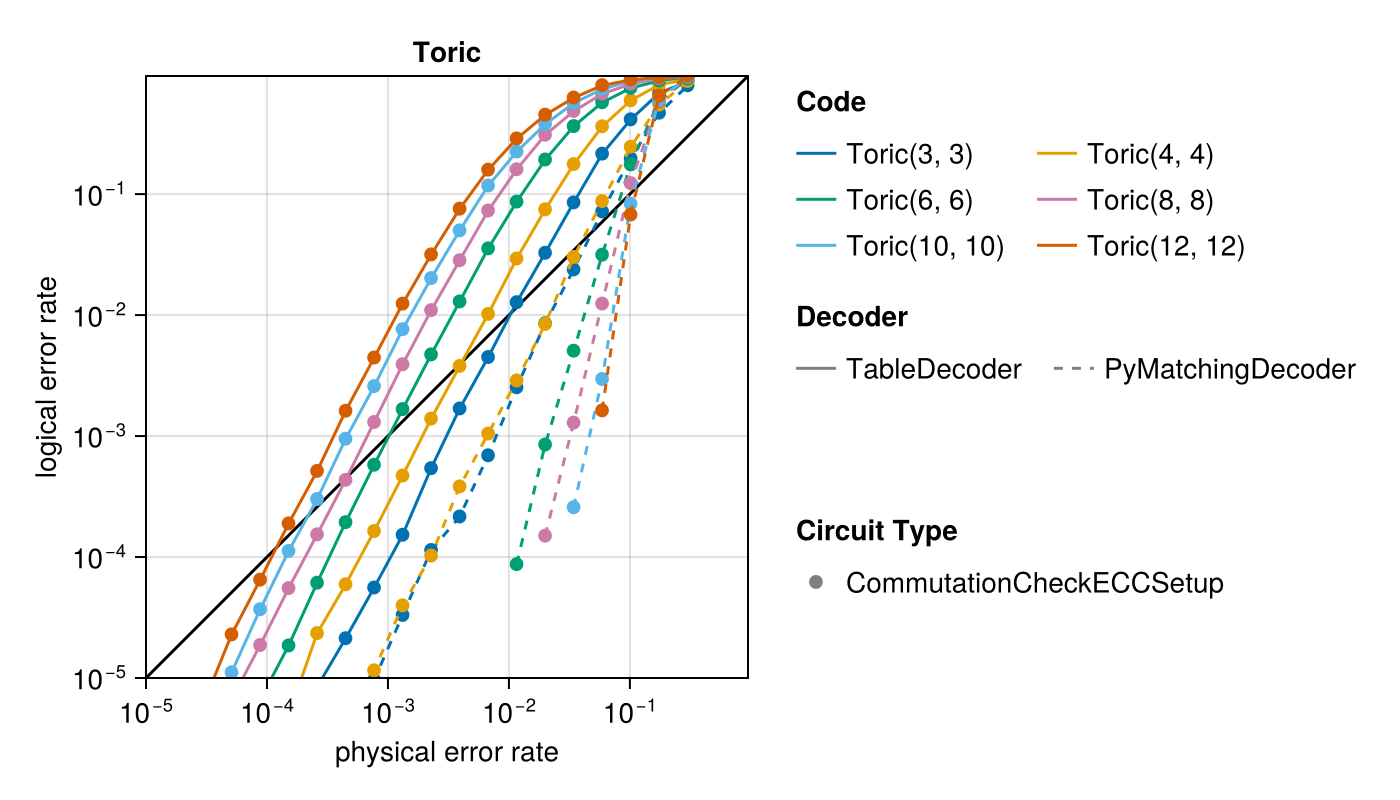 Toric
logical error rate
10⁻¹
10⁻²
10⁻³
10⁻⁴
10⁻⁵
10⁻⁵ 10⁻⁴ 10⁻³ 10⁻² 10⁻¹
physical error rate
Code
Toric(3, 3) Toric(4, 4)
Toric(6, 6) Toric(8, 8)
Toric(10, 10) Toric(12, 12)
Decoder
TableDecoder PyMatchingDecoder
Circuit Type
CommutationCheckECCSetup